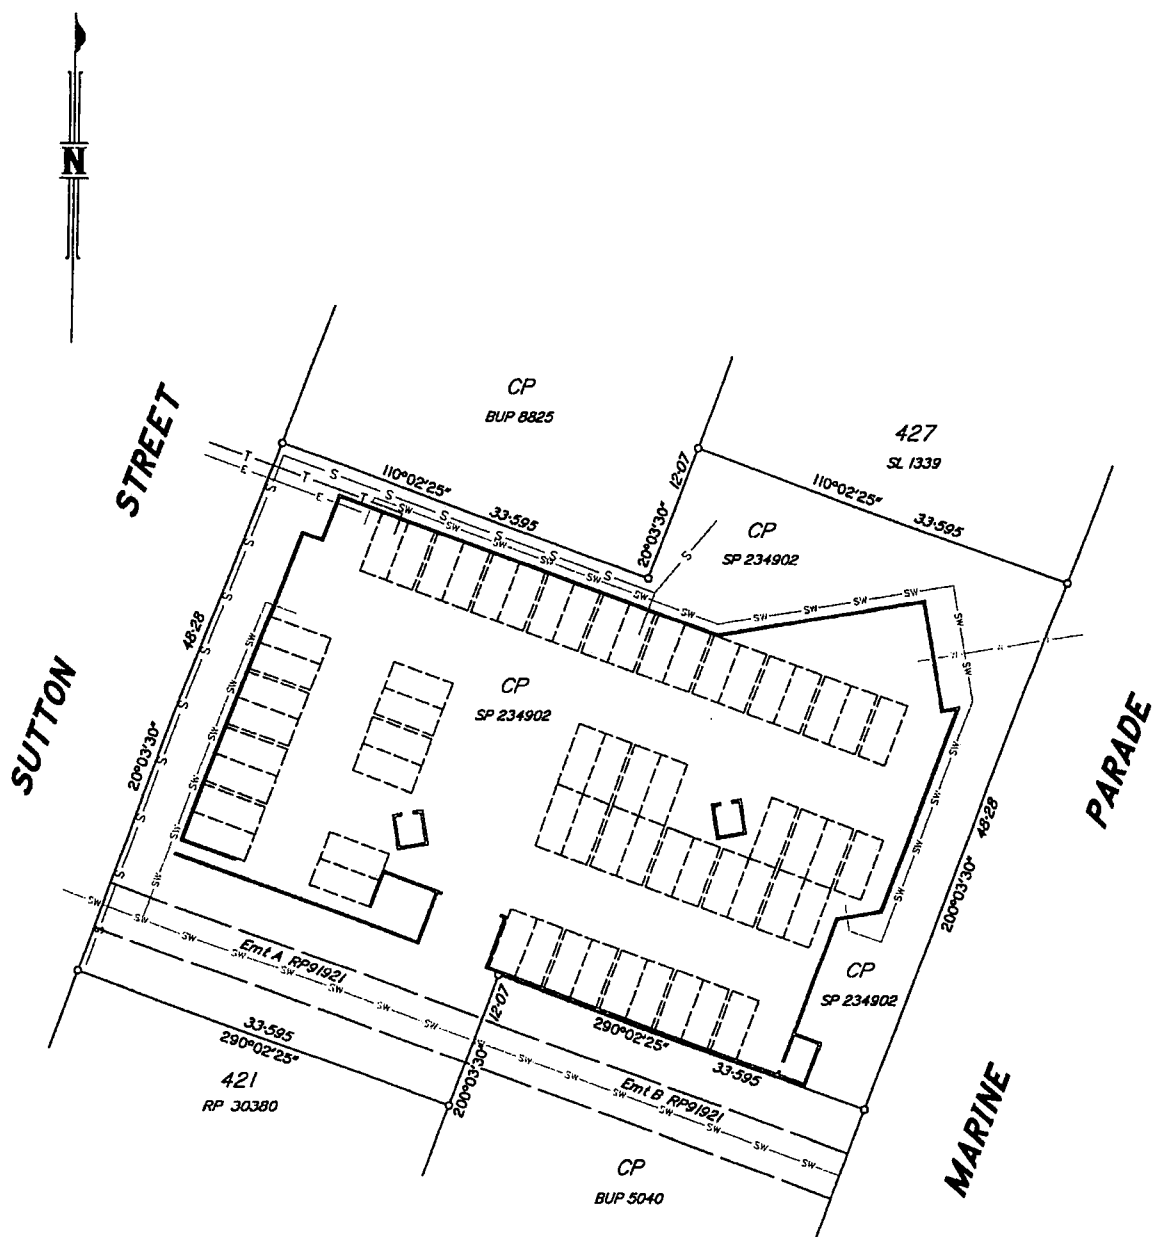 N
CP
BUP 8825
427
SL 1339
STREET
110°02'25"
33·595
12·07
20°03'30"
110°02'25"
33·595
CP
SP 234902
T
E
S
SW
48·28
SUTTON
20°03'30"
CP
SP 234902
PARADE
48·28
200°03'30"
Emt A RP91921
CP
SP 234902
12·07
290°02'25"
33·595
33·595
290°02'25"
200°03'30"
421
RP 30380
Emt B RP91921
MARINE
CP
BUP 5040